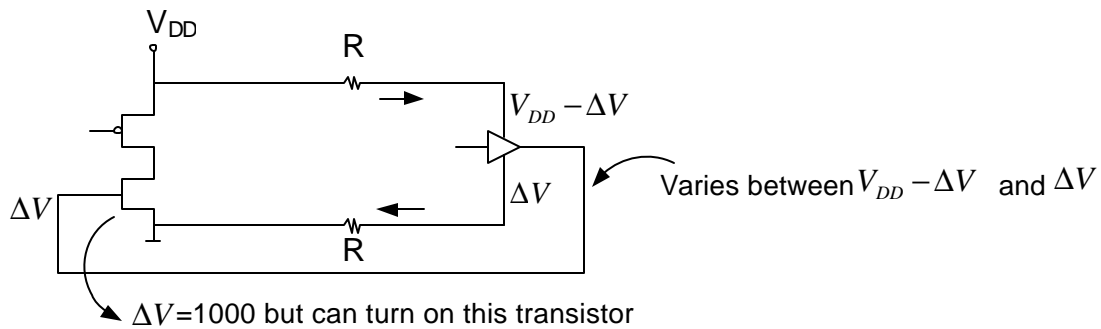 V_DD
R
V_DD − ΔV
Varies between V_DD − ΔV and ΔV
ΔV
ΔV
R
ΔV=1000 but can turn on this transistor